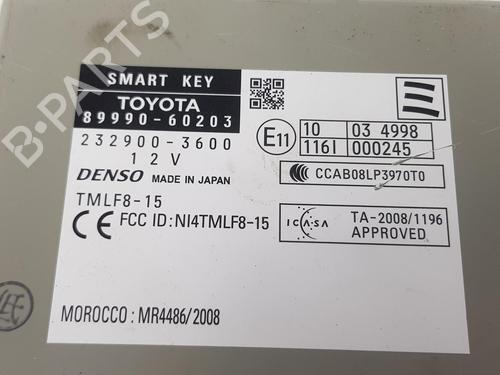 B-PARTS
SMART KEY
TOYOTA
89990-60203
232900-3600
12V
DENSO MADE IN JAPAN
TMLF8-15
CE FCC ID: NI4TMLF8-15
MOROCCO : MR4486/2008
E11
10 03 4998
116I 000245
CCAB08LP3970T0
ICASA TA-2008/1196
APPROVED